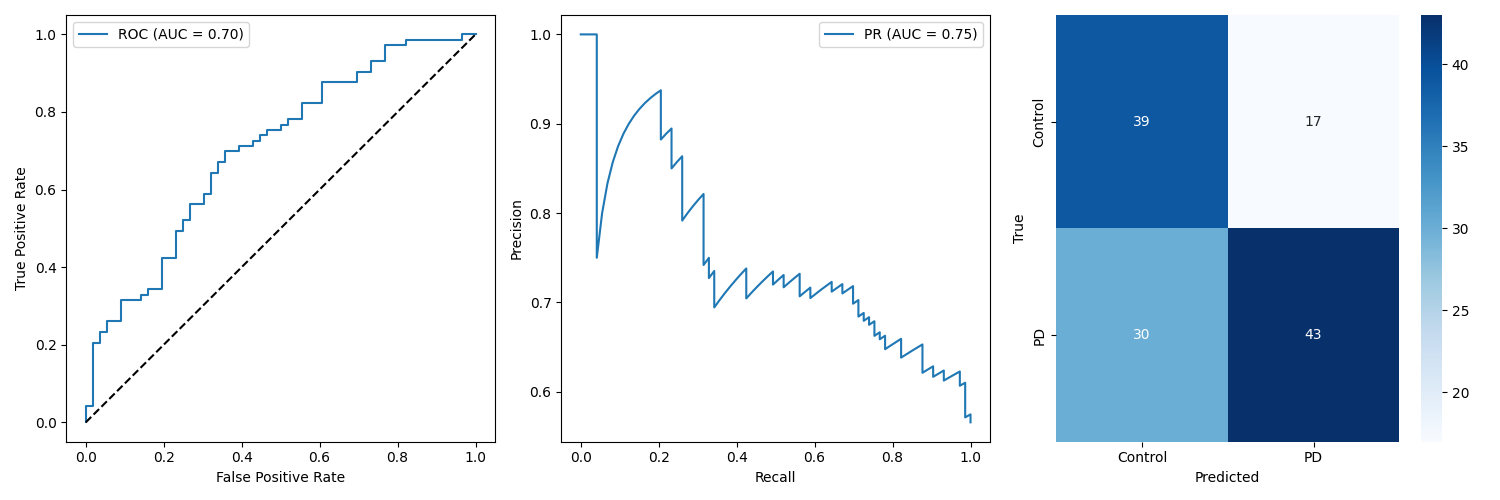 ROC (AUC = 0.70)
1.0
0.8
0.6
0.4
0.2
0.0
True Positive Rate
0.0 0.2 0.4 0.6 0.8 1.0
False Positive Rate
PR (AUC = 0.75)
1.0
0.9
0.8
0.7
0.6
Precision
0.0 0.2 0.4 0.6 0.8 1.0
Recall
Control
PD
True
39 17
30 43
Control PD
Predicted
40
35
30
25
20